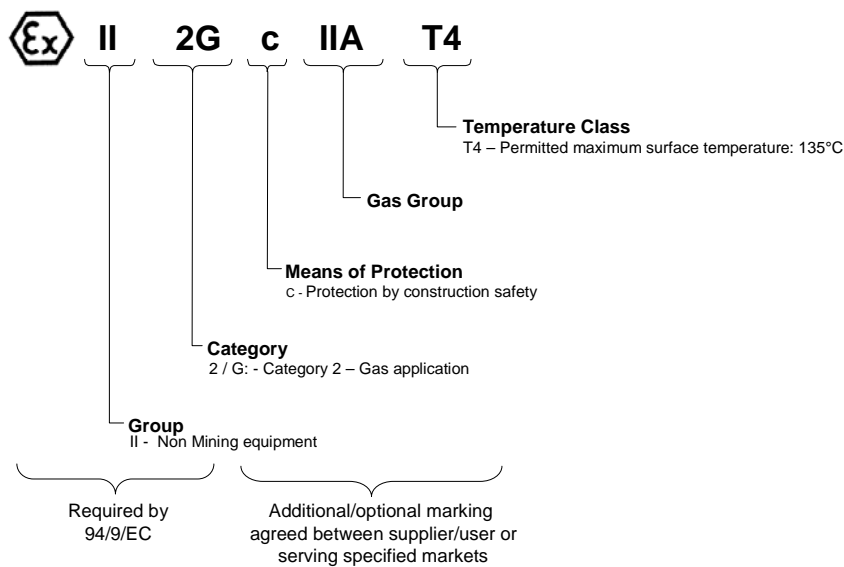 Ex II 2G c IIA T4
Temperature Class
T4 – Permitted maximum surface temperature: 135°C
Gas Group
Means of Protection
C - Protection by construction safety
Category
2 / G: - Category 2 – Gas application
Group
II - Non Mining equipment
Required by
94/9/EC
Additional/optional marking
agreed between supplier/user or
serving specified markets